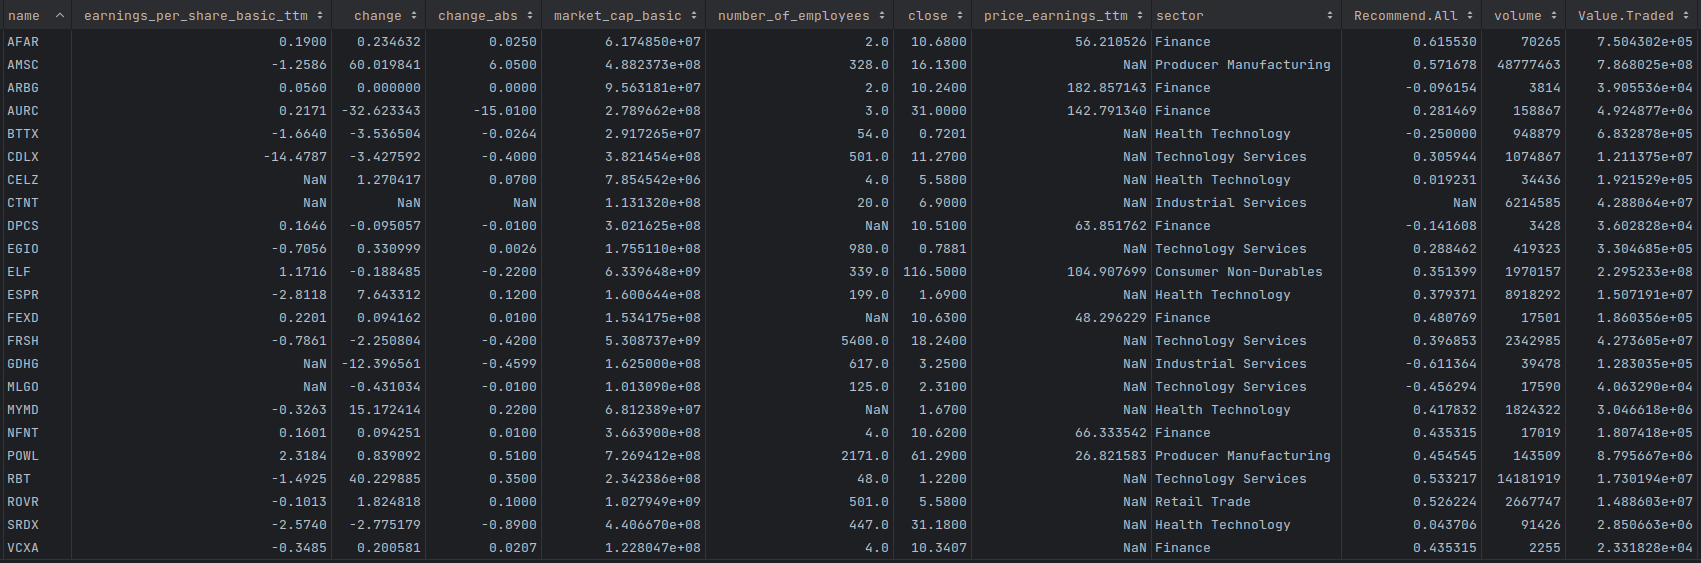 name earnings_per_share_basic_ttm change change_abs market_cap_basic number_of_employees close price_earnings_ttm sector Recommend.All volume Value.Traded
AFAR 0.1900 0.234632 0.0250 6.174850e+07 2.0 10.6800 56.210526 Finance 0.615530 70265 7.504302e+05
AMSC -1.2586 60.019841 6.0500 4.882373e+08 328.0 16.1300 NaN Producer Manufacturing 0.571678 48777463 7.868025e+08
ARBG 0.0560 0.000000 0.0000 9.563181e+07 2.0 10.2400 182.857143 Finance -0.096154 3814 3.905536e+04
AURC 0.2171 -32.623343 -15.0100 2.789662e+08 3.0 31.0000 142.791340 Finance 0.281469 158867 4.924877e+06
BTTX -1.6640 -3.536504 -0.0264 2.917265e+07 54.0 0.7201 NaN Health Technology -0.250000 948879 6.832878e+05
CDLX -14.4787 -3.427592 -0.4000 3.821454e+08 501.0 11.2700 NaN Technology Services 0.305944 1074867 1.211375e+07
CELZ NaN 1.270417 0.0700 7.854542e+06 4.0 5.5800 NaN Health Technology 0.019231 34436 1.921529e+05
CTNT NaN NaN NaN 1.131320e+08 20.0 6.9000 NaN Industrial Services NaN 6214585 4.288064e+07
DPCS 0.1646 -0.095057 -0.0100 3.021625e+08 NaN 10.5100 63.851762 Finance -0.141608 3428 3.602828e+04
EGIO -0.7056 0.330999 0.0026 1.755110e+08 980.0 0.7881 NaN Technology Services 0.288462 419323 3.304685e+05
ELF 1.1716 -0.188485 -0.2200 6.339648e+09 339.0 116.5000 104.907699 Consumer Non-Durables 0.351399 1970157 2.295233e+08
ESPR -2.8118 7.643312 0.1200 1.600644e+08 199.0 1.6900 NaN Health Technology 0.379371 8918292 1.507191e+07
FEXD 0.2201 0.094162 0.0100 1.534175e+08 NaN 10.6300 48.296229 Finance 0.480769 17501 1.860356e+05
FRSH -0.7861 -2.250804 -0.4200 5.308737e+09 5400.0 18.2400 NaN Technology Services 0.396853 2342985 4.273605e+07
GDHG NaN -12.396561 -0.4599 1.625000e+08 617.0 3.2500 NaN Industrial Services -0.611364 39478 1.283035e+05
MLGO NaN -0.431034 -0.0100 1.013090e+08 125.0 2.3100 NaN Technology Services -0.456294 17590 4.063290e+04
MYMD -0.3263 15.172414 0.2200 6.812389e+07 NaN 1.6700 NaN Health Technology 0.417832 1824322 3.046618e+06
NFNT 0.1601 0.094251 0.0100 3.663900e+08 4.0 10.6200 66.333542 Finance 0.435315 17019 1.807418e+05
POWL 2.3184 0.839092 0.5100 7.269412e+08 2171.0 61.2900 26.821583 Producer Manufacturing 0.454545 143509 8.795667e+06
RBT -1.4925 40.229885 0.3500 2.342386e+08 48.0 1.2200 NaN Technology Services 0.533217 14181919 1.730194e+07
ROVR -0.1013 1.824818 0.1000 1.027949e+09 501.0 5.5800 NaN Retail Trade 0.526224 2667747 1.488603e+07
SRDX -2.5740 -2.775179 -0.8900 4.406670e+08 447.0 31.1800 NaN Health Technology 0.043706 91426 2.850663e+06
VCXA -0.3485 0.200581 0.0207 1.228047e+08 4.0 10.3407 NaN Finance 0.435315 2255 2.331828e+04